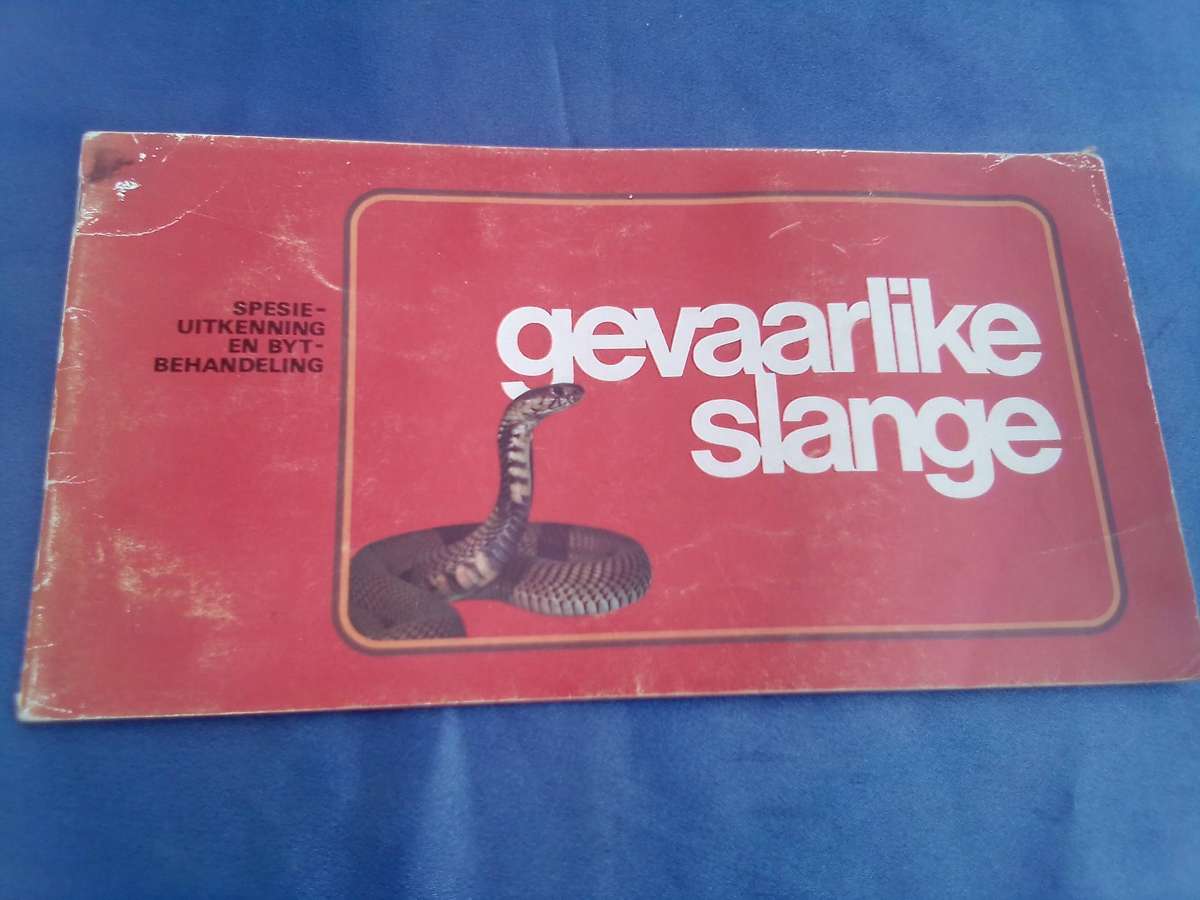 SPESIE-
UITKENNING
EN BYT-
BEHANDELING
gevaarlike
slange